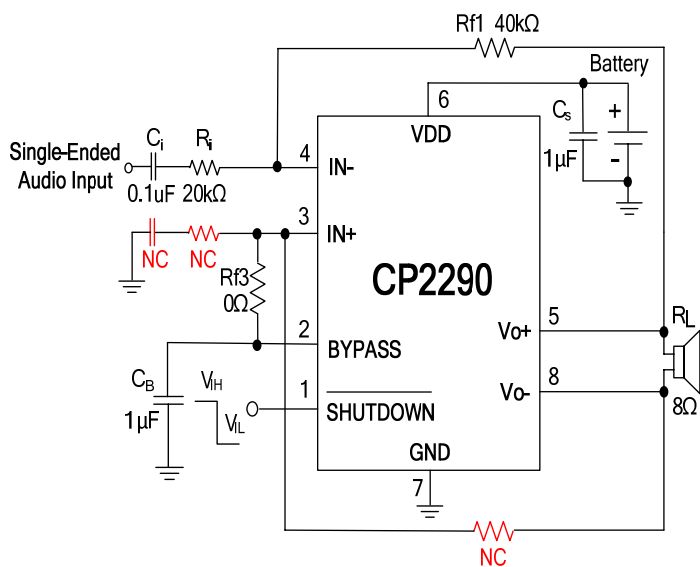 Rf1 40kΩ
Battery
6
VDD
Cs
1µF
+
-
Single-Ended
Audio Input
Ci
Ri
0.1uF 20kΩ
4
IN-
3
IN+
NC
NC
Rf3
0Ω
CP2290
5
Vo+
RL
2
BYPASS
8
Vo-
8Ω
CB
1µF
VIH
VIL
1
SHUTDOWN
GND
7
NC